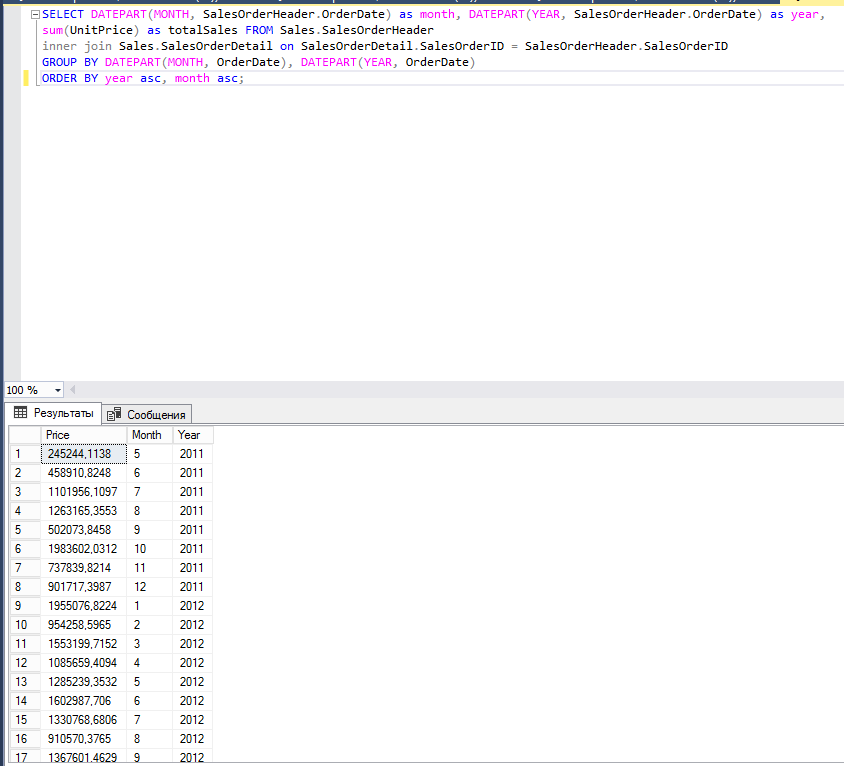 SELECT DATEPART(MONTH, SalesOrderHeader.OrderDate) as month, DATEPART(YEAR, SalesOrderHeader.OrderDate) as year,
sum(UnitPrice) as totalSales FROM Sales.SalesOrderHeader
inner join Sales.SalesOrderDetail on SalesOrderDetail.SalesOrderID = SalesOrderHeader.SalesOrderID
GROUP BY DATEPART(MONTH, OrderDate), DATEPART(YEAR, OrderDate)
ORDER BY year asc, month asc;
100 %
Результаты Сообщения
Price Month Year
1 245244,1138 5 2011
2 458910,8248 6 2011
3 1101956,1097 7 2011
4 1263165,3553 8 2011
5 502073,8458 9 2011
6 1983602,0312 10 2011
7 737839,8214 11 2011
8 901717,3987 12 2011
9 1955076,8224 1 2012
10 954258,5965 2 2012
11 1553199,7152 3 2012
12 1085659,4094 4 2012
13 1285239,3532 5 2012
14 1602987,706 6 2012
15 1330768,6806 7 2012
16 910570,3765 8 2012
17 1367601,4629 9 2012